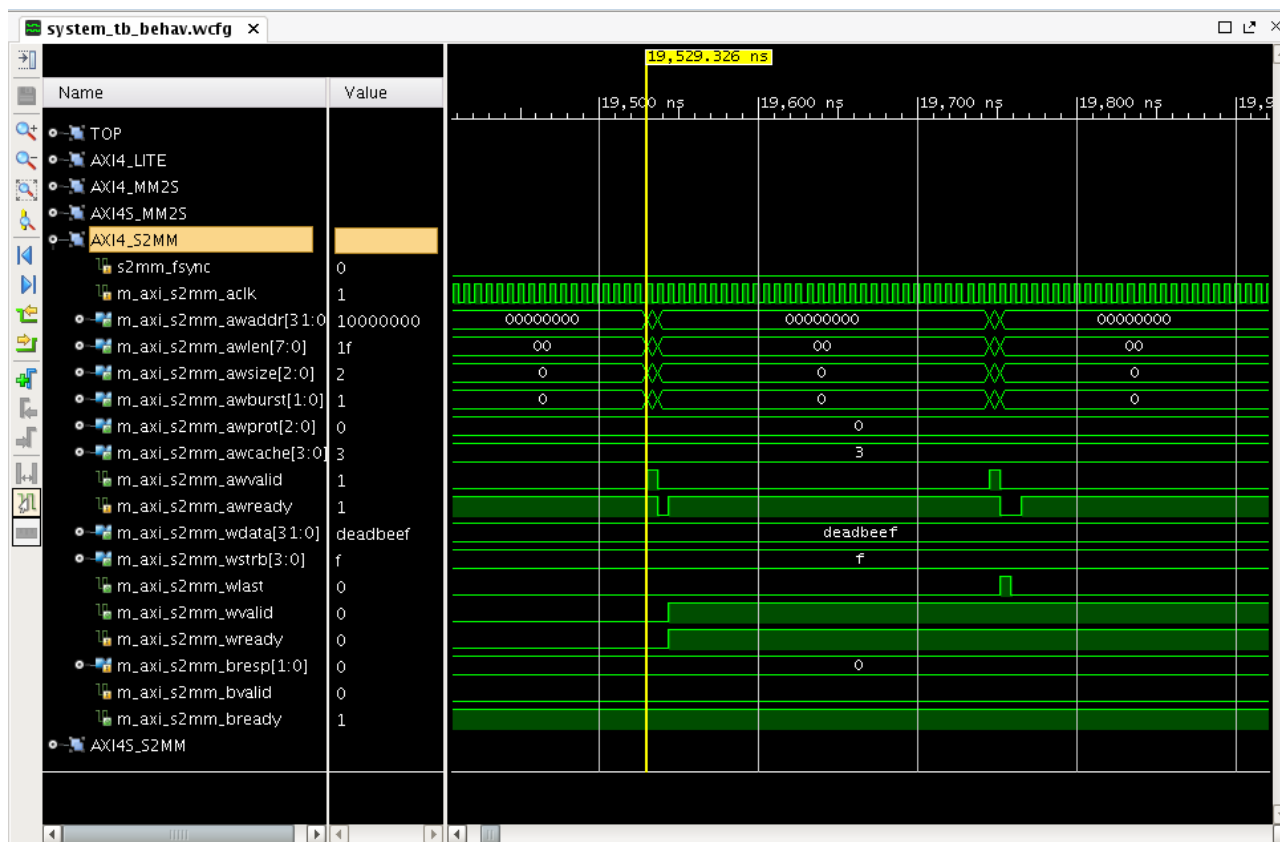 system_tb_behav.wcfg ×
19,529.326 ns
Name Value
19,500 ns 19,600 ns 19,700 ns 19,800 ns 19,9
TOP
AXI4_LITE
AXI4_MM2S
AXI4S_MM2S
AXI4_S2MM
s2mm_fsync 0
m_axi_s2mm_aclk 1
m_axi_s2mm_awaddr[31:0 10000000 00000000 00000000 00000000
m_axi_s2mm_awlen[7:0] 1f 00 00 00
m_axi_s2mm_awsize[2:0] 2 0 0 0
m_axi_s2mm_awburst[1:0] 1 0 0 0
m_axi_s2mm_awprot[2:0] 0 0
m_axi_s2mm_awcache[3:0] 3 3
m_axi_s2mm_awvalid 1
m_axi_s2mm_awready 1
m_axi_s2mm_wdata[31:0] deadbeef deadbeef
m_axi_s2mm_wstrb[3:0] f f
m_axi_s2mm_wlast 0
m_axi_s2mm_wvalid 0
m_axi_s2mm_wready 0
m_axi_s2mm_bresp[1:0] 0 0
m_axi_s2mm_bvalid 0
m_axi_s2mm_bready 1
AXI4S_S2MM